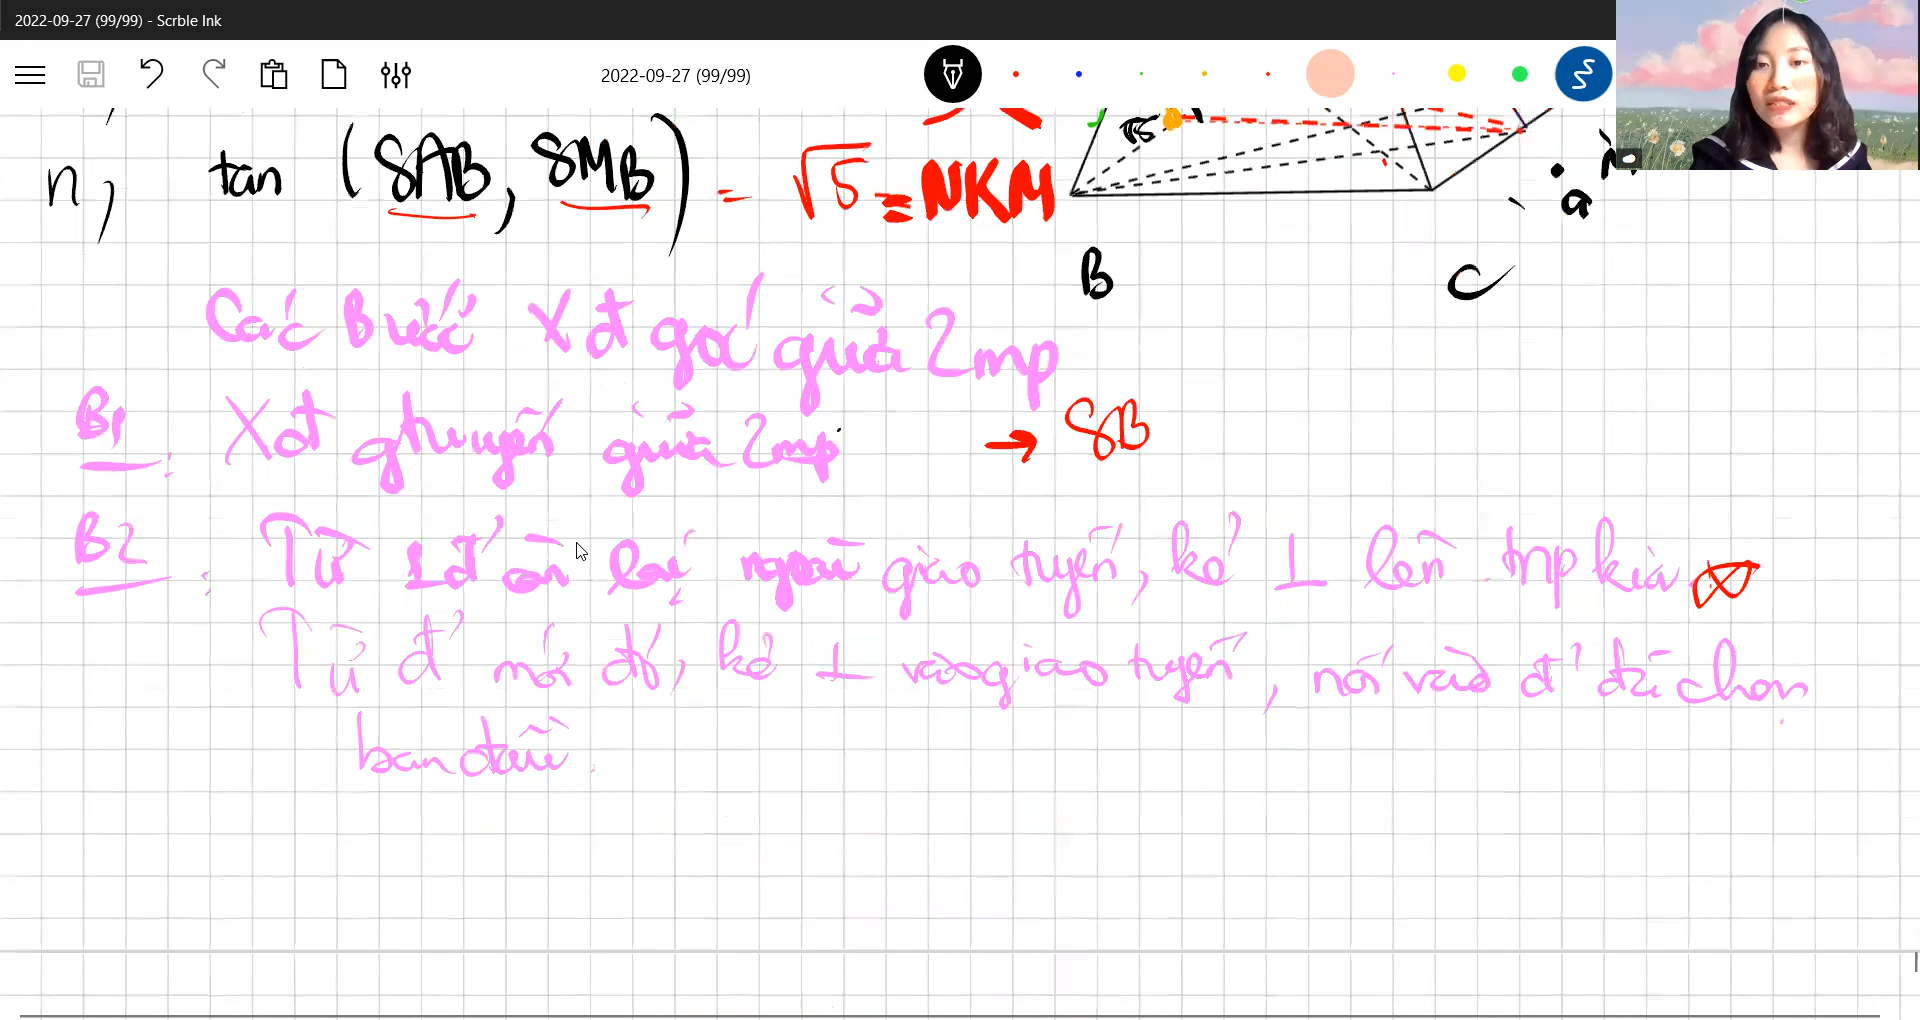 2022-09-27 (99/99) - Scrble Ink
2022-09-27 (99/99)
n, tan (SAB, SMB) = √5 = NKM
B
C
a
Các Bước Xđ góc giữa 2mp
B1: Xđ gtuyến giữa 2mp → SB
B2: Từ 1 đ' còn lại ngoài giao tuyến, kẻ ⊥ lên mp kia
Từ đ' mới đó, kẻ ⊥ vào giao tuyến, nối vào đ' đã chọn
ban đầu.